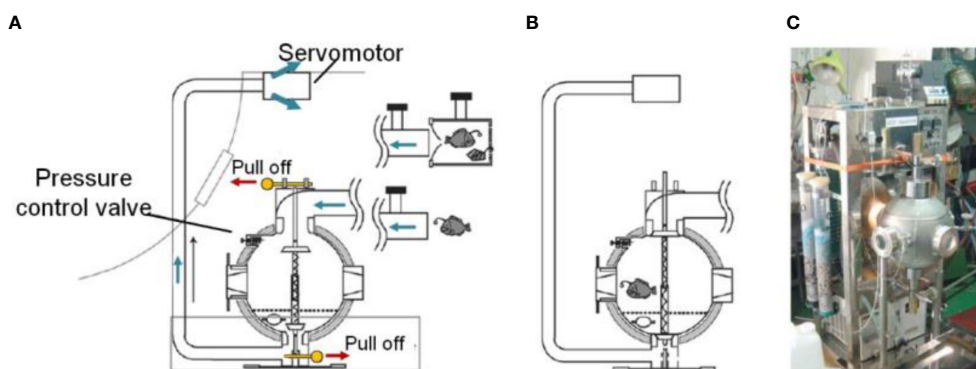 A
B
C
Servomotor
Pull off
Pressure
control valve
Pull off